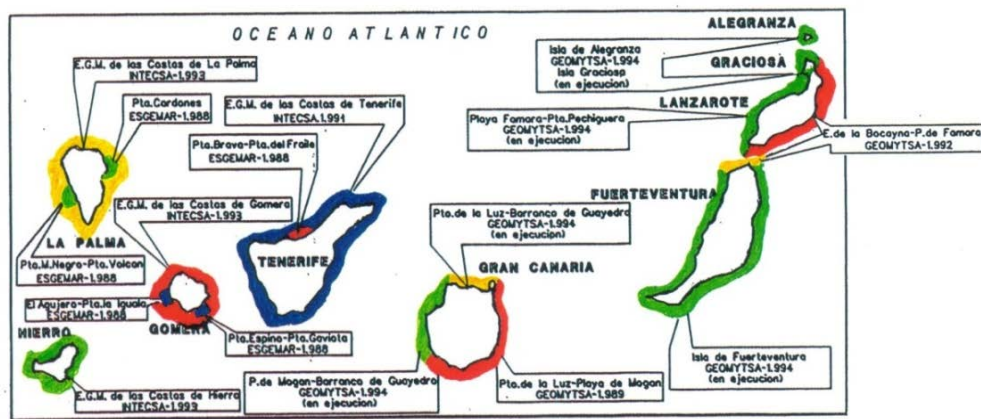 OCEANO ATLANTICO
ALEGRANZA
E.G.M. de las Costas de La Palma
INTECSA-1.993
Isla de Alegranza
GEOMYTSA-1.994
Isla Graciosa
(en ejecucion)
GRACIOSA
Pta.Cardones
ESGEMAR-1.988
E.G.M. de las Costas de Tenerife
INTECSA.1.991
LANZAROTE
Playa Famara-Pta.Pechiguera
GEOMYTSA-1.994
(en ejecucion)
Pta.Brava-Pta.del Fraile
ESGEMAR-1.988
E.de la Bocayna-P.de Famara
GEOMYTSA-1.992
E.G.M. de las Costas de Gomera
INTECSA-1.993
FUERTEVENTURA
Pto.de la Luz-Barranco de Guayedra
GEOMYTSA-1.994
(en ejecucion)
LA PALMA
TENERIFE
GRAN CANARIA
Pta.M.Negro-Pta.Volcan
ESGEMAR-1.988
El Agujero-Pta.la Iguala
ESGEMAR-1.988
GOMERA
HIERRO
Pta.Espino-Pta.Gaviota
ESGEMAR-1.988
Isla de Fuerteventura
GEOMYTSA-1.994
(en ejecucion)
P.de Mogan-Barranco de Guayedra
GEOMYTSA-1.994
(en ejecucion)
Pto.de la Luz-Playa de Mogan
GEOMYTSA-1.989
E.G.M. de las Costas de Hierro
INTECSA-1.993